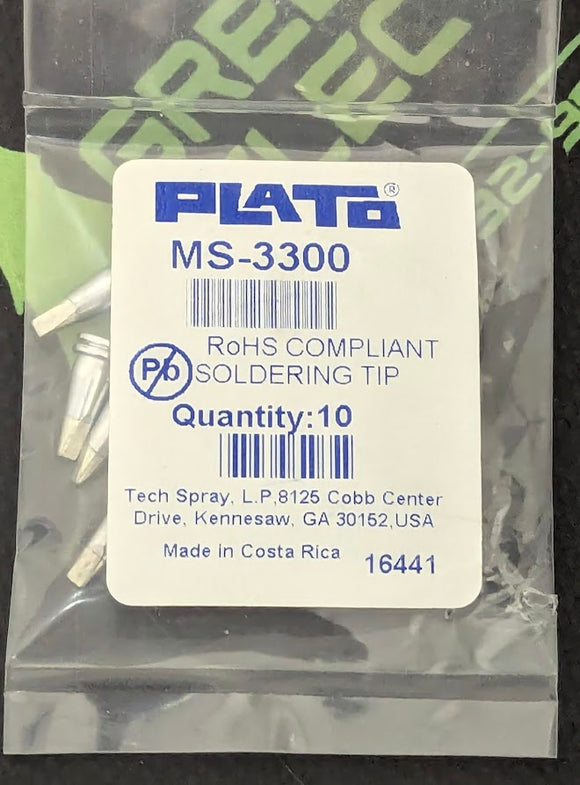 PLATO®
MS-3300
RoHS COMPLIANT
Pb
SOLDERING TIP
Quantity:10
Tech Spray, L.P,8125 Cobb Center
Drive, Kennesaw, GA 30152,USA
Made in Costa Rica
16441